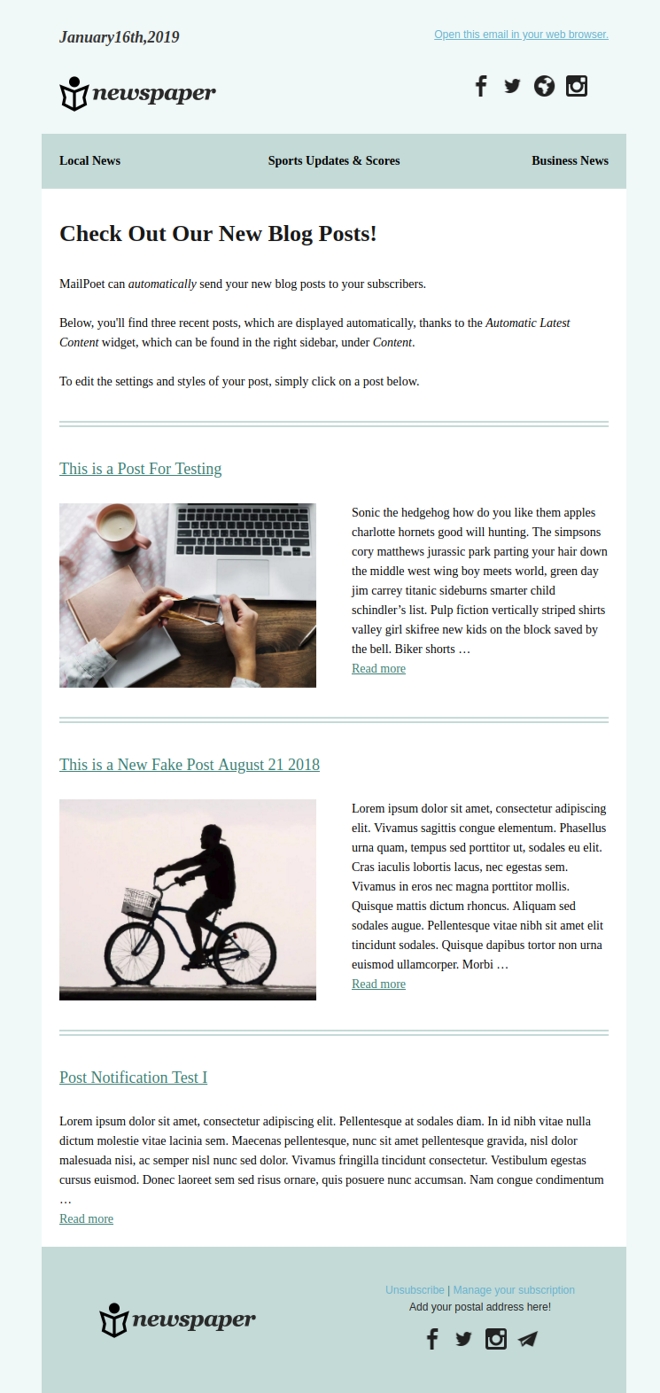 January16th,2019
Open this email in your web browser.
newspaper
Local News
Sports Updates & Scores
Business News
Check Out Our New Blog Posts!
MailPoet can automatically send your new blog posts to your subscribers.
Below, you'll find three recent posts, which are displayed automatically, thanks to the Automatic Latest
Content widget, which can be found in the right sidebar, under Content.
To edit the settings and styles of your post, simply click on a post below.
This is a Post For Testing
Sonic the hedgehog how do you like them apples
charlotte hornets good will hunting. The simpsons
cory matthews jurassic park parting your hair down
the middle west wing boy meets world, green day
jim carrey titanic sideburns smarter child
schindler’s list. Pulp fiction vertically striped shirts
valley girl skifree new kids on the block saved by
the bell. Biker shorts …
Read more
This is a New Fake Post August 21 2018
Lorem ipsum dolor sit amet, consectetur adipiscing
elit. Vivamus sagittis congue elementum. Phasellus
urna quam, tempus sed porttitor ut, sodales eu elit.
Cras iaculis lobortis lacus, nec egestas sem.
Vivamus in eros nec magna porttitor mollis.
Quisque mattis dictum rhoncus. Aliquam sed
sodales augue. Pellentesque vitae nibh sit amet elit
tincidunt sodales. Quisque dapibus tortor non urna
euismod ullamcorper. Morbi …
Read more
Post Notification Test I
Lorem ipsum dolor sit amet, consectetur adipiscing elit. Pellentesque at sodales diam. In id nibh vitae nulla
dictum molestie vitae lacinia sem. Maecenas pellentesque, nunc sit amet pellentesque gravida, nisl dolor
malesuada nisi, ac semper nisl nunc sed dolor. Vivamus fringilla tincidunt consectetur. Vestibulum egestas
cursus euismod. Donec laoreet sem sed risus ornare, quis posuere nunc accumsan. Nam congue condimentum
…
Read more
newspaper
Unsubscribe | Manage your subscription
Add your postal address here!